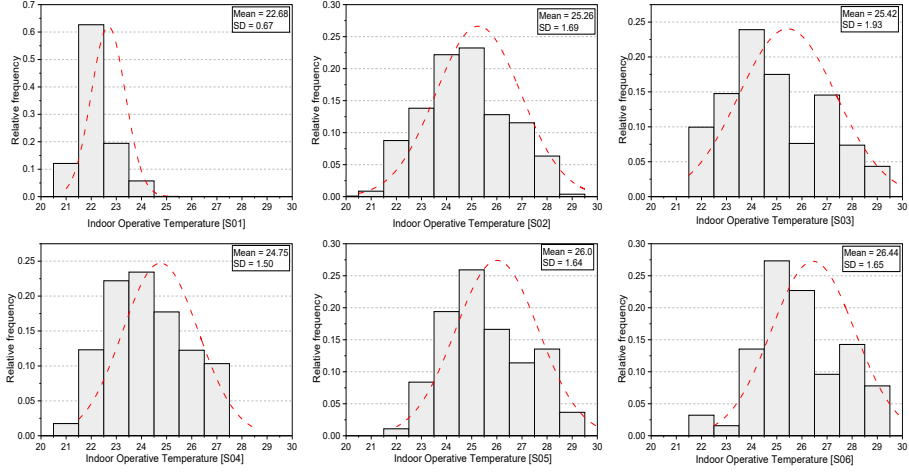 Mean = 22.68
SD = 0.67
0.7
0.6
0.5
0.4
0.3
0.2
0.1
0.0
Relative frequency
20 21 22 23 24 25 26 27 28 29 30
Indoor Operative Temperature [S01]
Mean = 25.26
SD = 1.69
0.30
0.25
0.20
0.15
0.10
0.05
0.00
Relative frequency
20 21 22 23 24 25 26 27 28 29 30
Indoor Operative Temperature [S02]
Mean = 25.42
SD = 1.93
0.25
0.20
0.15
0.10
0.05
0.00
Relative frequency
20 21 22 23 24 25 26 27 28 29 30
Indoor Operative Temperature [S03]
Mean = 24.75
SD = 1.50
0.25
0.20
0.15
0.10
0.05
0.00
Relative frequency
20 21 22 23 24 25 26 27 28 29 30
Indoor Operative Temperature [S04]
Mean = 26.0
SD = 1.64
0.30
0.25
0.20
0.15
0.10
0.05
0.00
Relative frequency
20 21 22 23 24 25 26 27 28 29 30
Indoor Operative Temperature [S05]
Mean = 26.44
SD = 1.65
0.30
0.25
0.20
0.15
0.10
0.05
0.00
Relative frequency
20 21 22 23 24 25 26 27 28 29 30
Indoor Operative Temperature [S06]